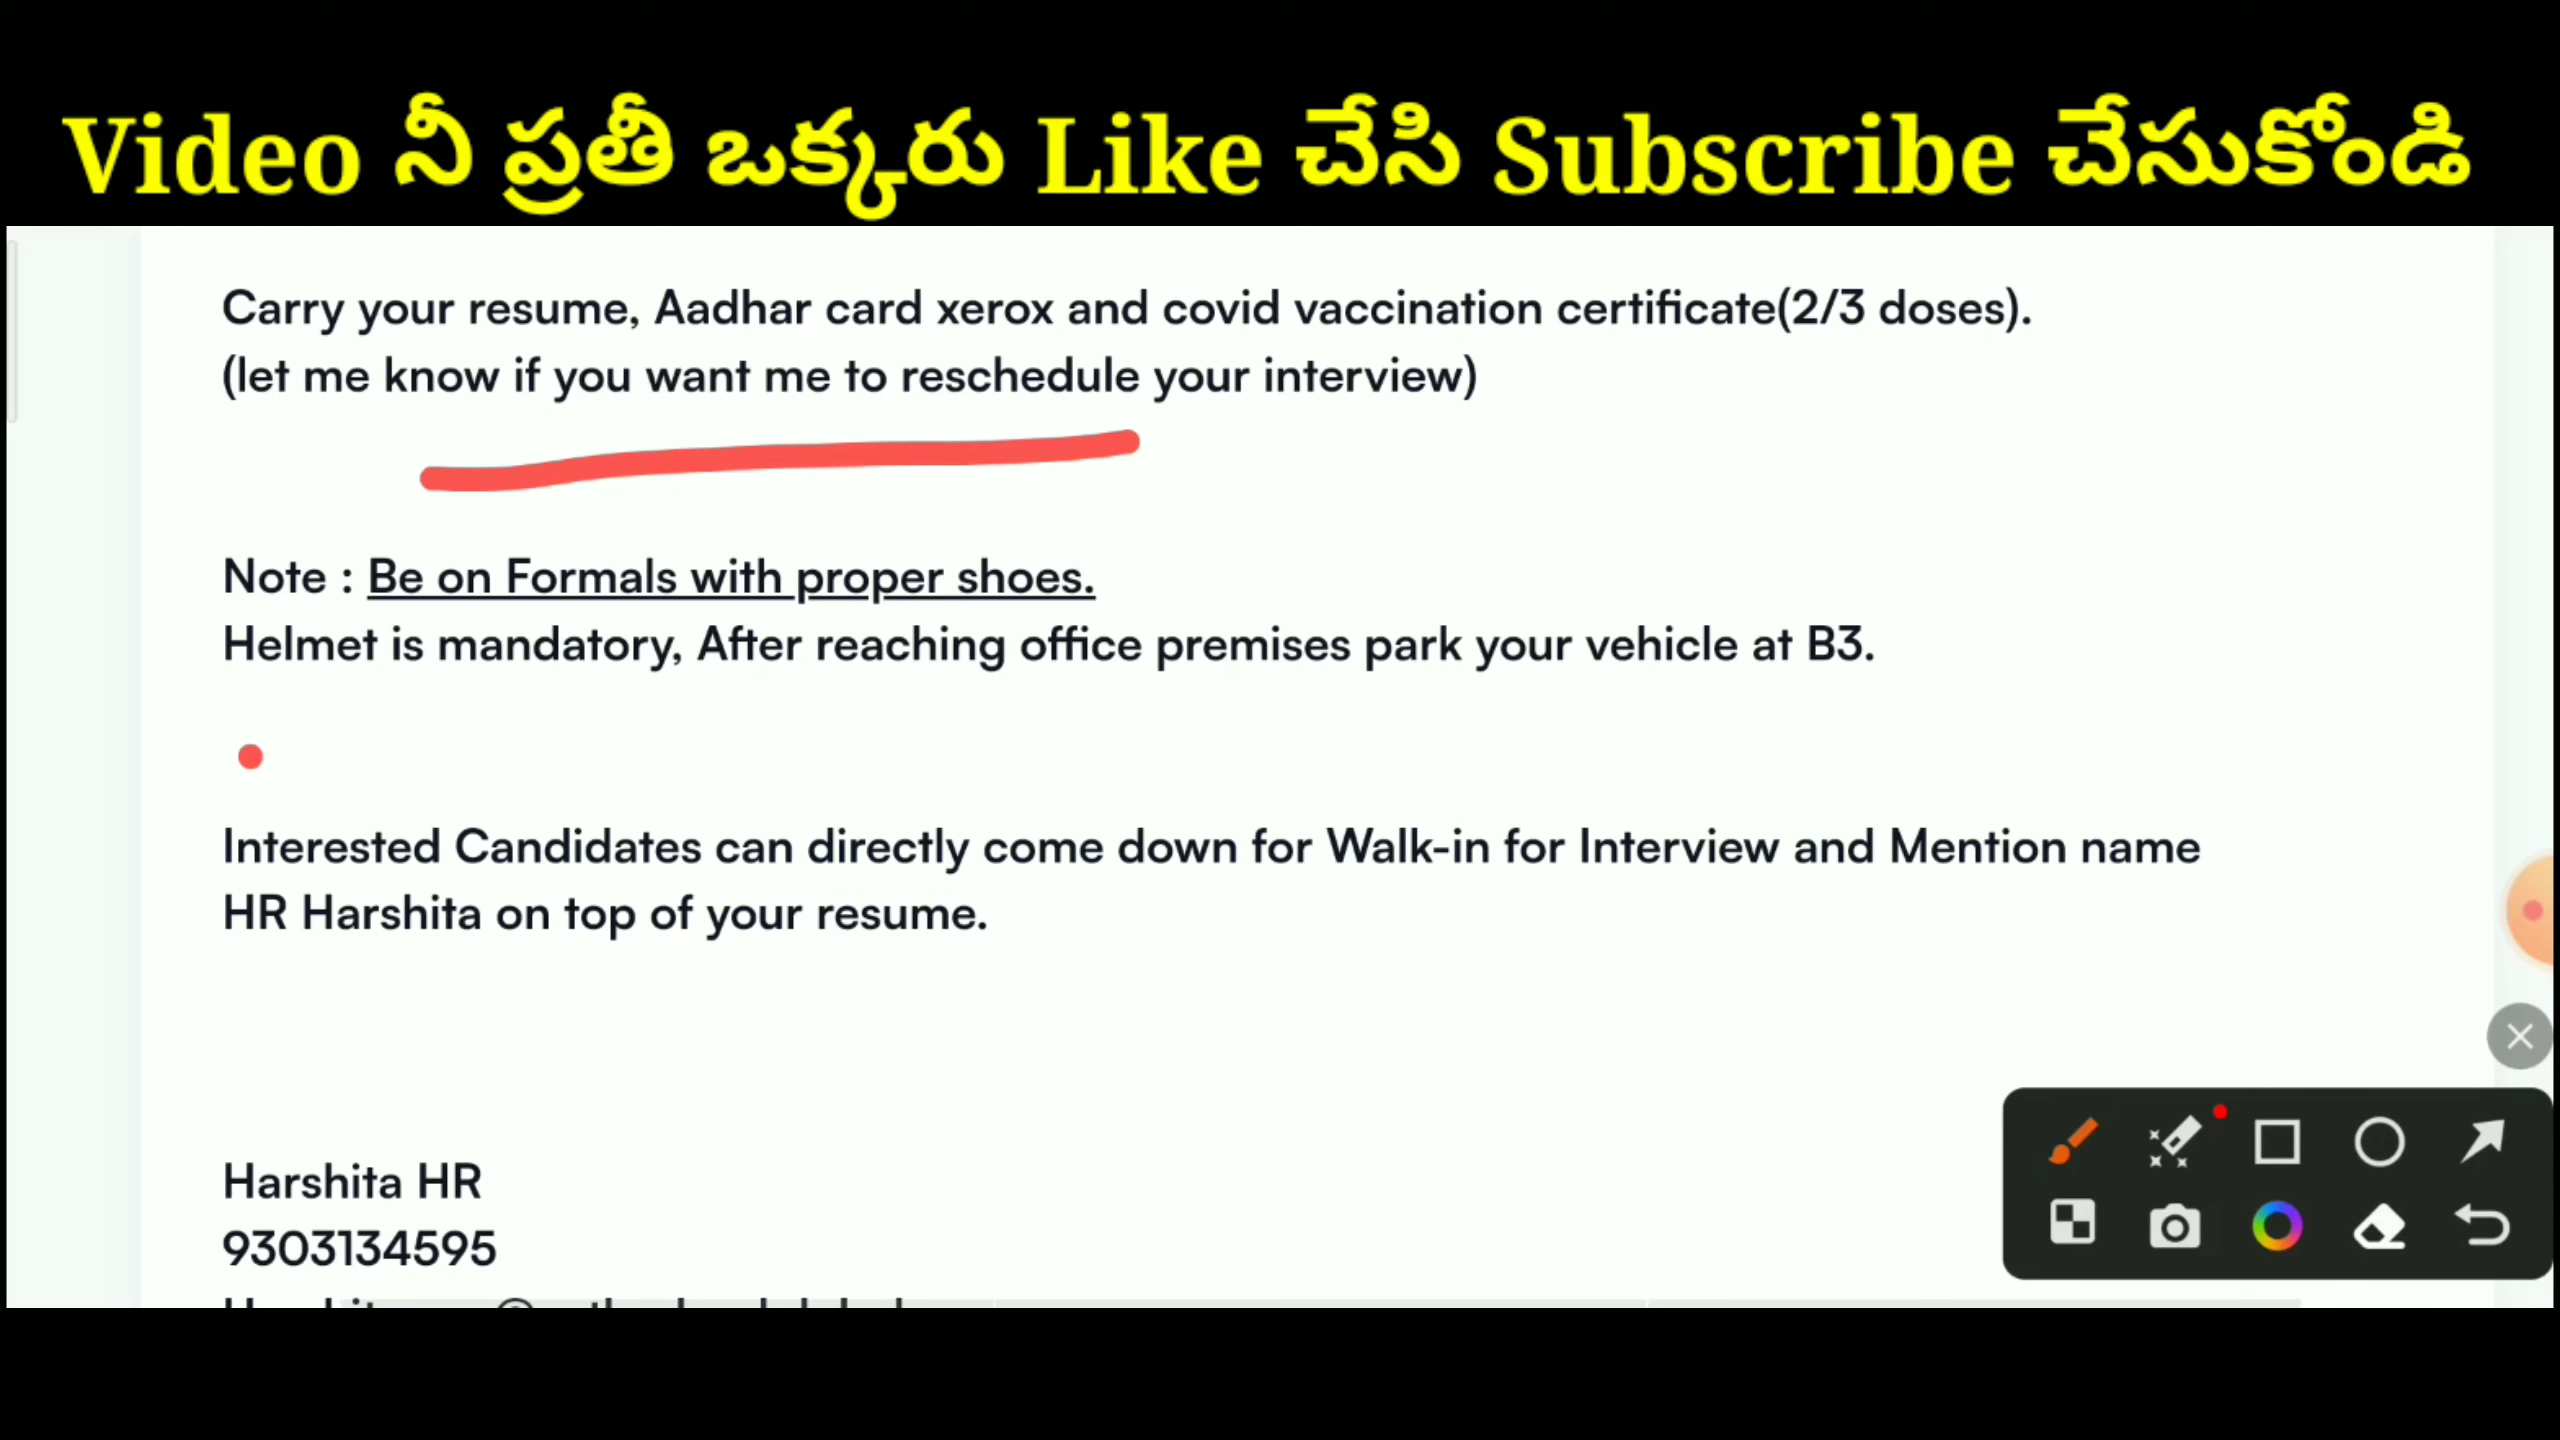 Video నీ ప్రతీ ఒక్కరు Like చేసి Subscribe చేసుకోండి
Carry your resume, Aadhar card xerox and covid vaccination certificate(2/3 doses).
(let me know if you want me to reschedule your interview)
Note : Be on Formals with proper shoes.
Helmet is mandatory, After reaching office premises park your vehicle at B3.
Interested Candidates can directly come down for Walk-in for Interview and Mention name
HR Harshita on top of your resume.
Harshita HR
9303134595